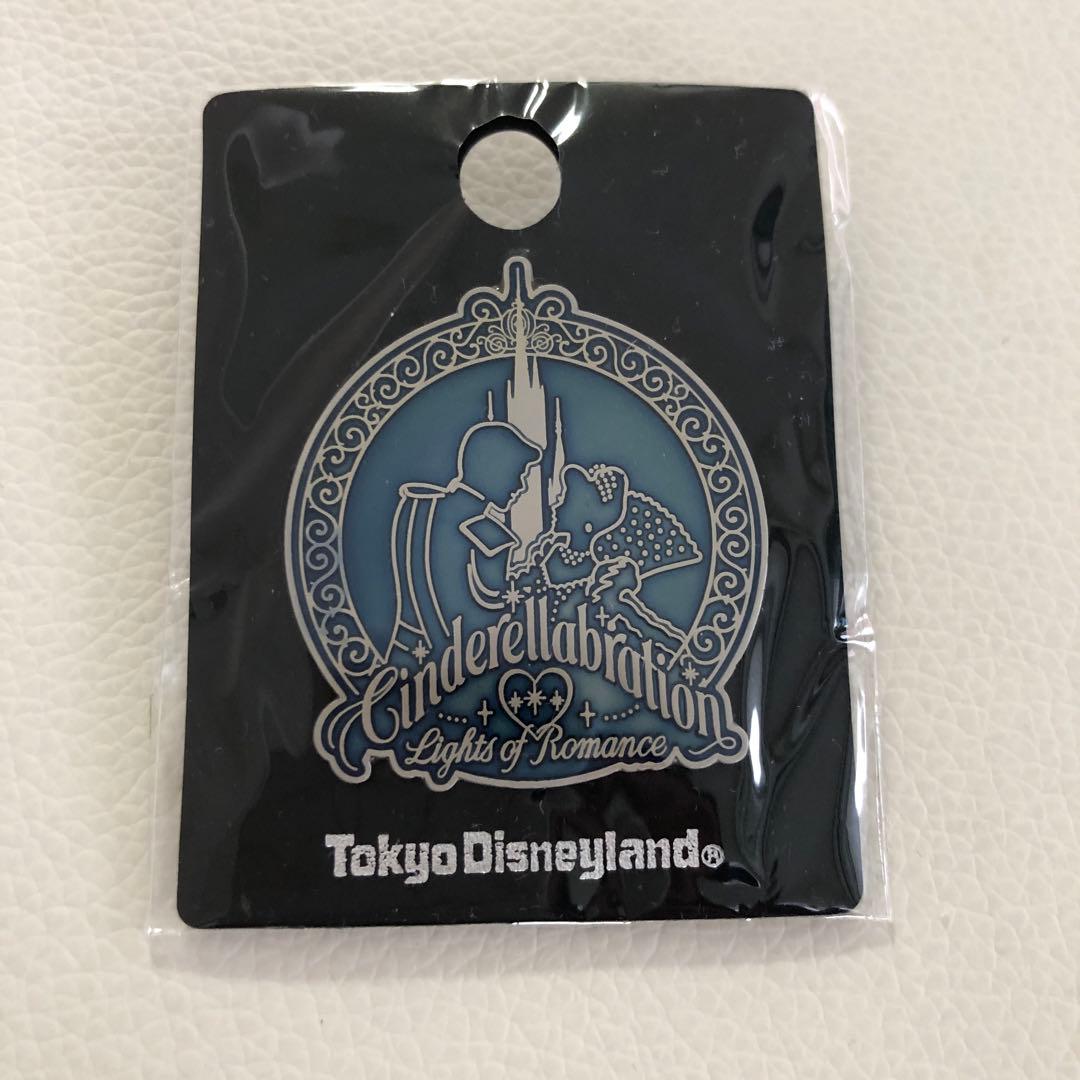 Cinderellabration
Lights of Romance
Tokyo Disneyland®